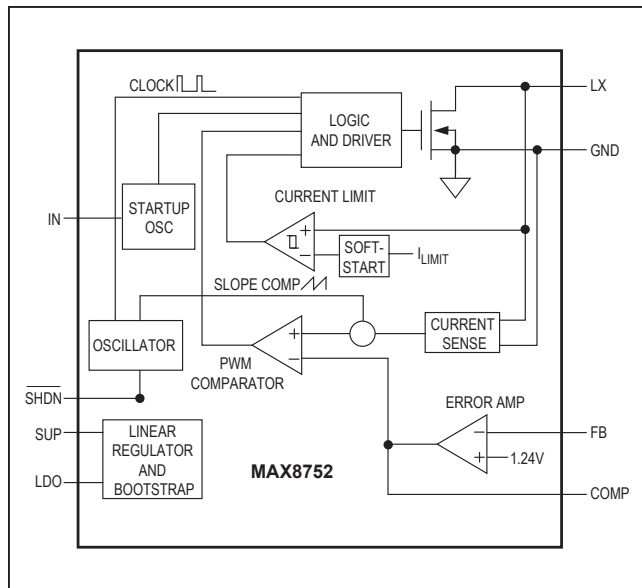 CLOCK
LX
LOGIC
AND DRIVER
GND
CURRENT LIMIT
IN
STARTUP
OSC
+
−
SOFT-
START
ILIMIT
SLOPE COMP
OSCILLATOR
+
−
CURRENT
SENSE
PWM
COMPARATOR
SHDN
ERROR AMP
SUP
LINEAR
REGULATOR
AND
BOOTSTRAP
−
FB
+
1.24V
LDO
MAX8752
COMP